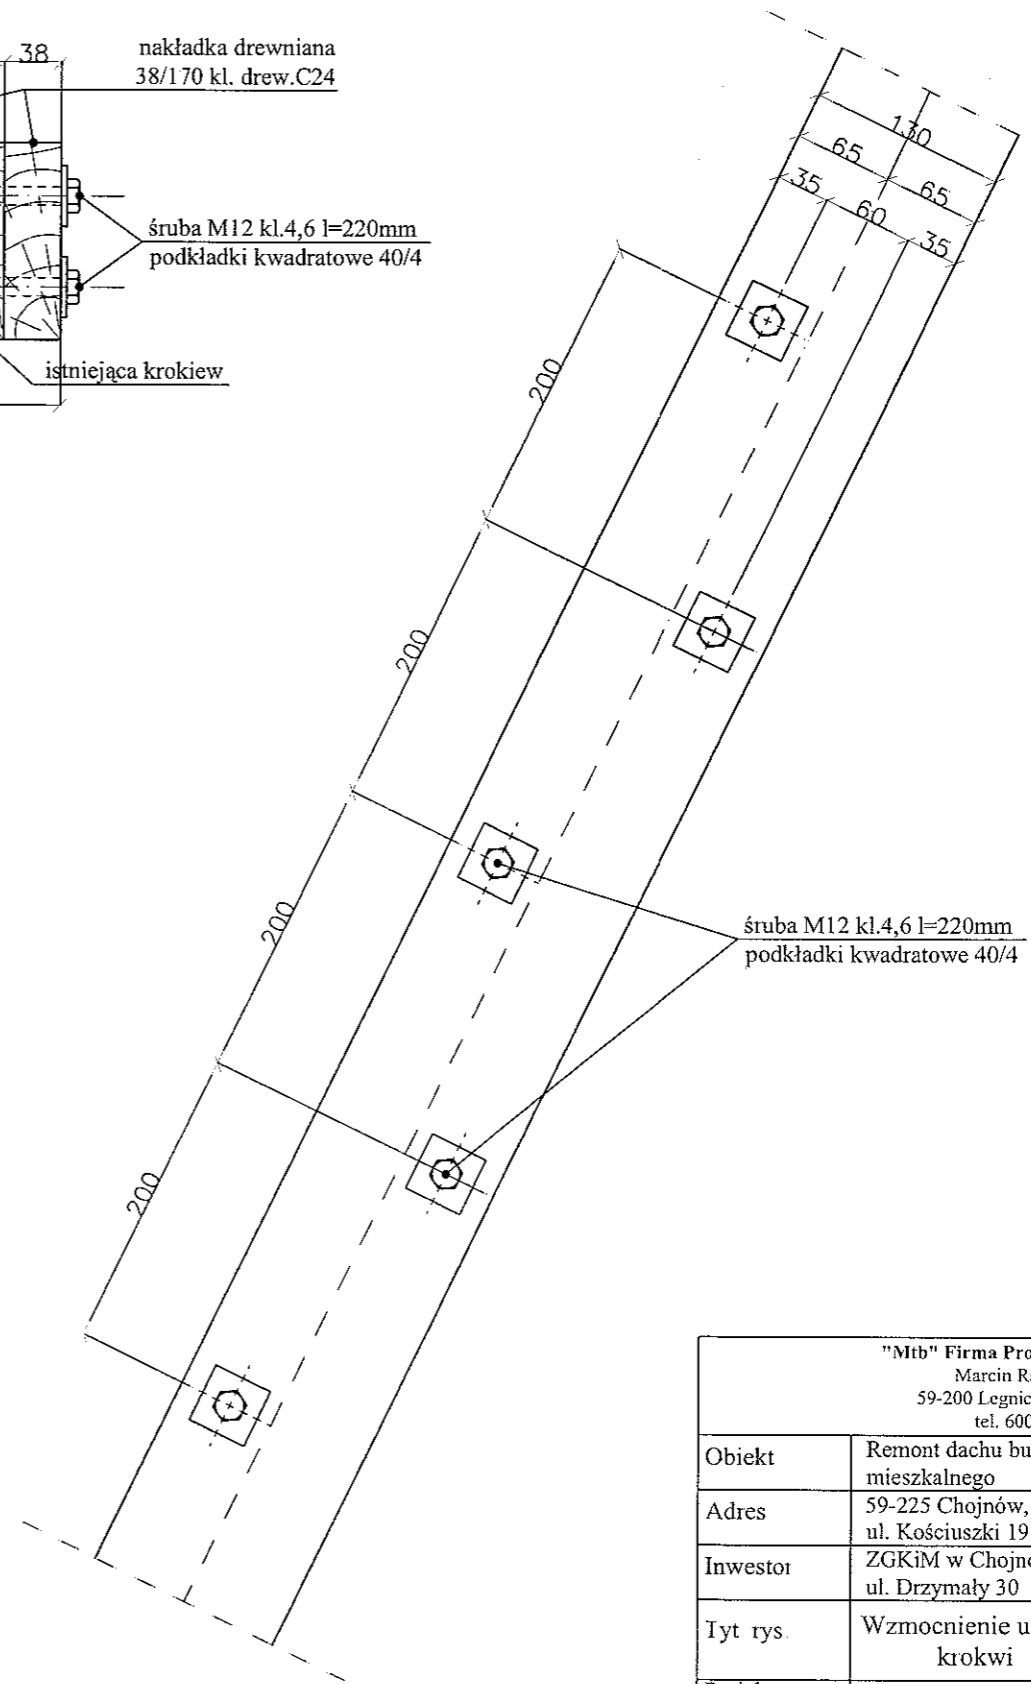 38
nakładka drewniana
38/170 kl. drew.C24
śruba M12 kl.4,6 l=220mm
podkładki kwadratowe 40/4
istniejąca krokiew
130
65
65
35
60
35
200
200
200
200
śruba M12 kl.4,6 l=220mm
podkładki kwadratowe 40/4
"Mtb" Firma Pro
Marcin R
59-200 Legnic
tel. 600
Obiekt
Remont dachu bu
mieszkalnego
Adres
59-225 Chojnów,
ul. Kościuszki 19
Inwestor
ZGKiM w Chojn
ul. Drzymały 30
Tyt rys.
Wzmocnienie u
krokwi